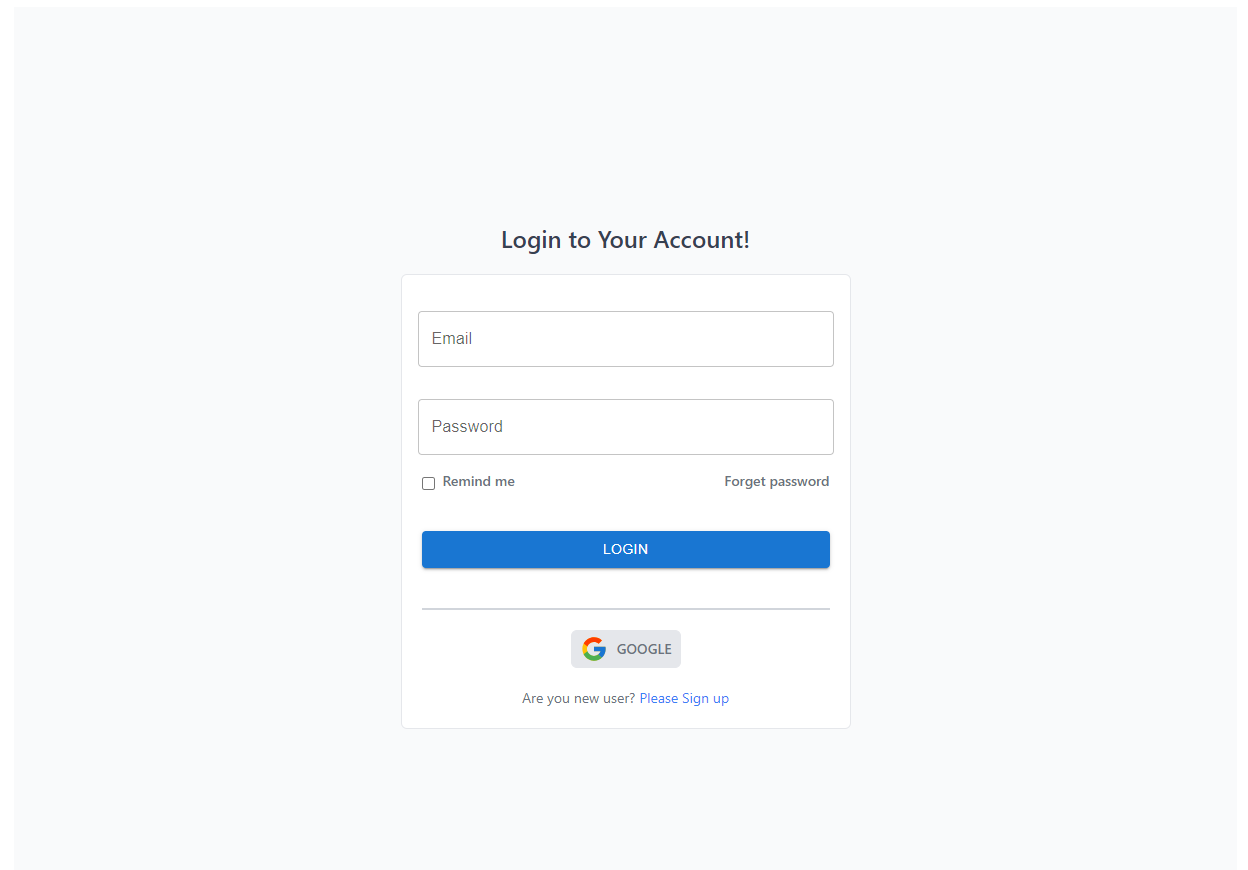 Login to Your Account!
Email
Password
Remind me Forget password
LOGIN
GOOGLE
Are you new user? Please Sign up